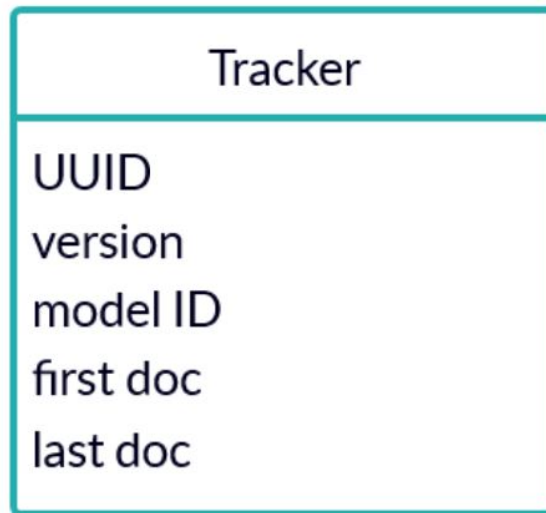 Tracker
UUID
version
model ID
first doc
last doc